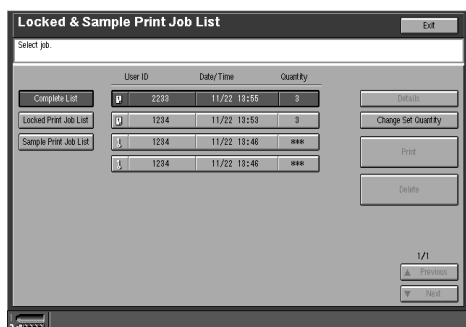 Locked & Sample Print Job List
Exit
Select job.
User ID Date/Time Quantity
Complete List 2233 11/22 13:55 3 Details
Locked Print Job List 1234 11/22 13:53 3 Change Set Quantity
Sample Print Job List 1234 11/22 13:46 ***
Print
1234 11/22 13:46 ***
Delete
1/1
▲ Previous
▼ Next